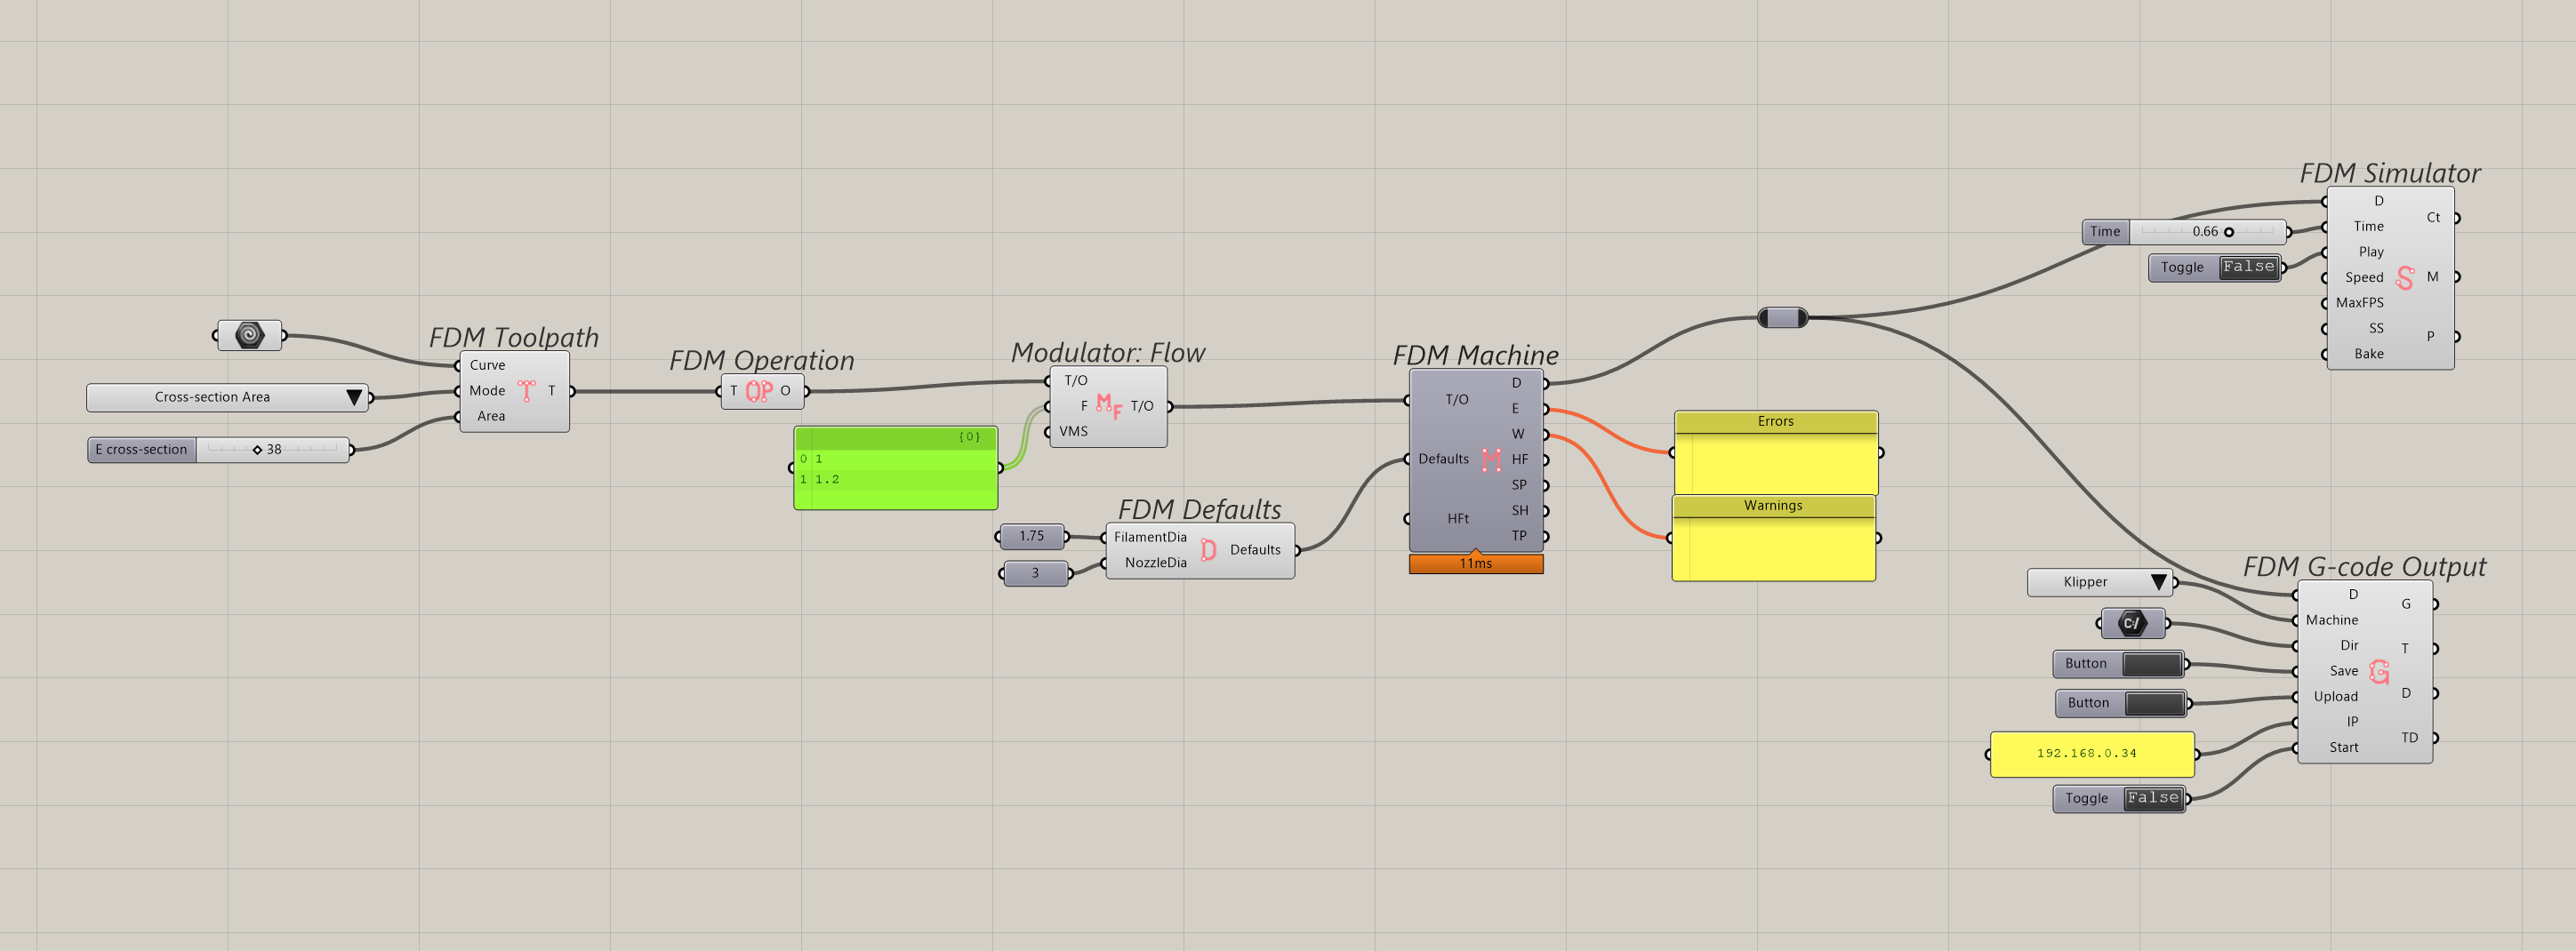 FDM Toolpath
Curve
Mode
Area
T
T
Cross-section Area
E cross-section
38
FDM Operation
T
OP
O
{0}
0 1
1 1.2
Modulator: Flow
T/O
F
VMS
MF
T/O
FDM Defaults
1.75
3
FilamentDia
NozzleDia
D
Defaults
FDM Machine
T/O
Defaults
HFt
M
D
E
W
HF
SP
SH
TP
11ms
Errors
Warnings
FDM Simulator
Time
0.66
Toggle
False
D
Time
Play
Speed
MaxFPS
SS
Bake
S
Ct
M
P
FDM G-code Output
Klipper
C:/
Button
Button
192.168.0.34
Toggle
False
D
Machine
Dir
Save
Upload
IP
Start
G
G
T
D
TD